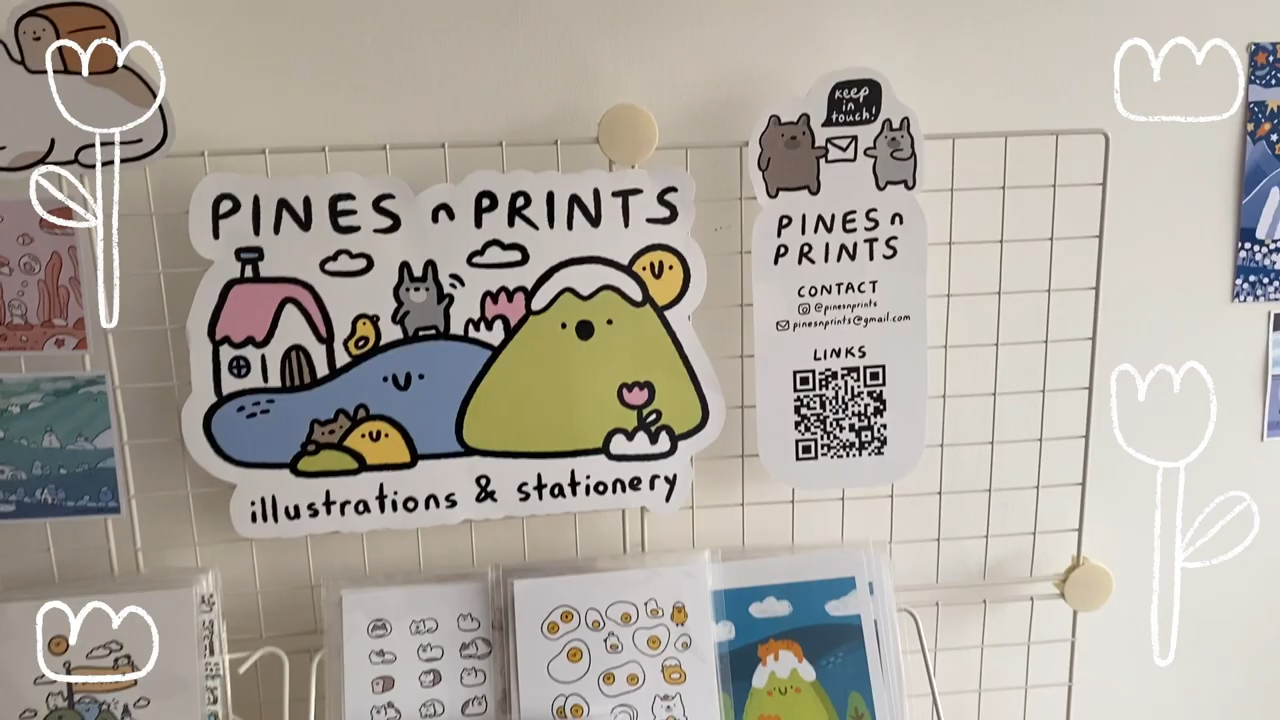 PINES n PRINTS
illustrations & stationery
keep
in
touch!
PINES n
PRINTS
CONTACT
@pinesnprints
pinesnprints@gmail.com
LINKS